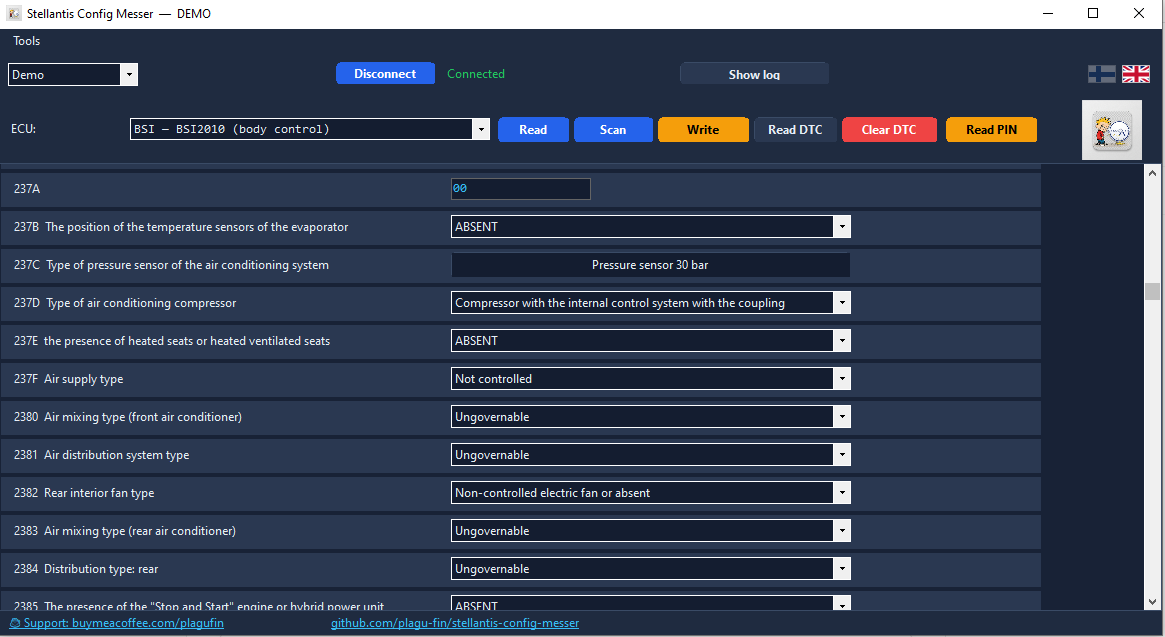 Stellantis Config Messer — DEMO
Tools
Demo
Disconnect
Connected
Show log
ECU:
BSI – BSI2010 (body control)
Read
Scan
Write
Read DTC
Clear DTC
Read PIN
237A
00
237B The position of the temperature sensors of the evaporator
ABSENT
237C Type of pressure sensor of the air conditioning system
Pressure sensor 30 bar
237D Type of air conditioning compressor
Compressor with the internal control system with the coupling
237E the presence of heated seats or heated ventilated seats
ABSENT
237F Air supply type
Not controlled
2380 Air mixing type (front air conditioner)
Ungovernable
2381 Air distribution system type
Ungovernable
2382 Rear interior fan type
Non-controlled electric fan or absent
2383 Air mixing type (rear air conditioner)
Ungovernable
2384 Distribution type: rear
Ungovernable
2385 The presence of the "Stop and Start" engine or hybrid power unit
ABSENT
Support: buymeacoffee.com/plagufin
github.com/plagu-fin/stellantis-config-messer